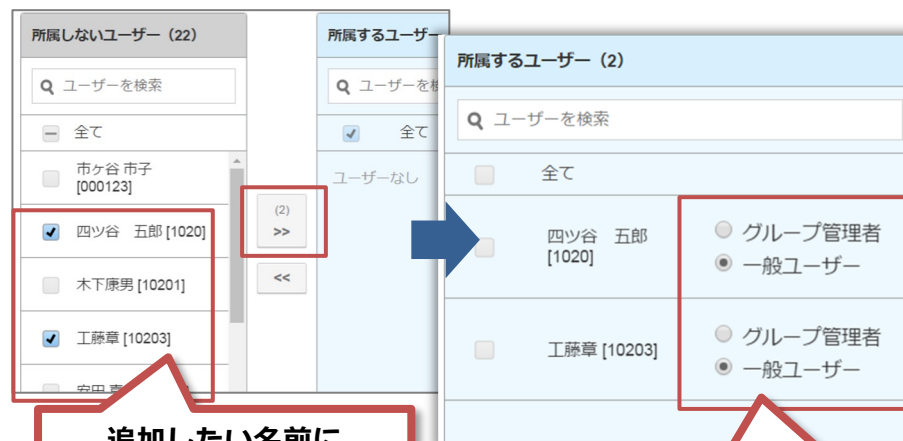 所属しないユーザー（22）
ユーザーを検索
全て
市ヶ谷 市子
[000123]
四ツ谷　五郎 [1020]
木下康男 [10201]
工藤章 [10203]
安田
(2)
>>
<<
所属するユーザー
ユーザーを検
全て
ユーザーなし
所属するユーザー（2）
ユーザーを検索
全て
四ツ谷　五郎
[1020]
グループ管理者
一般ユーザー
工藤章 [10203]
グループ管理者
一般ユーザー
追加したい名前に